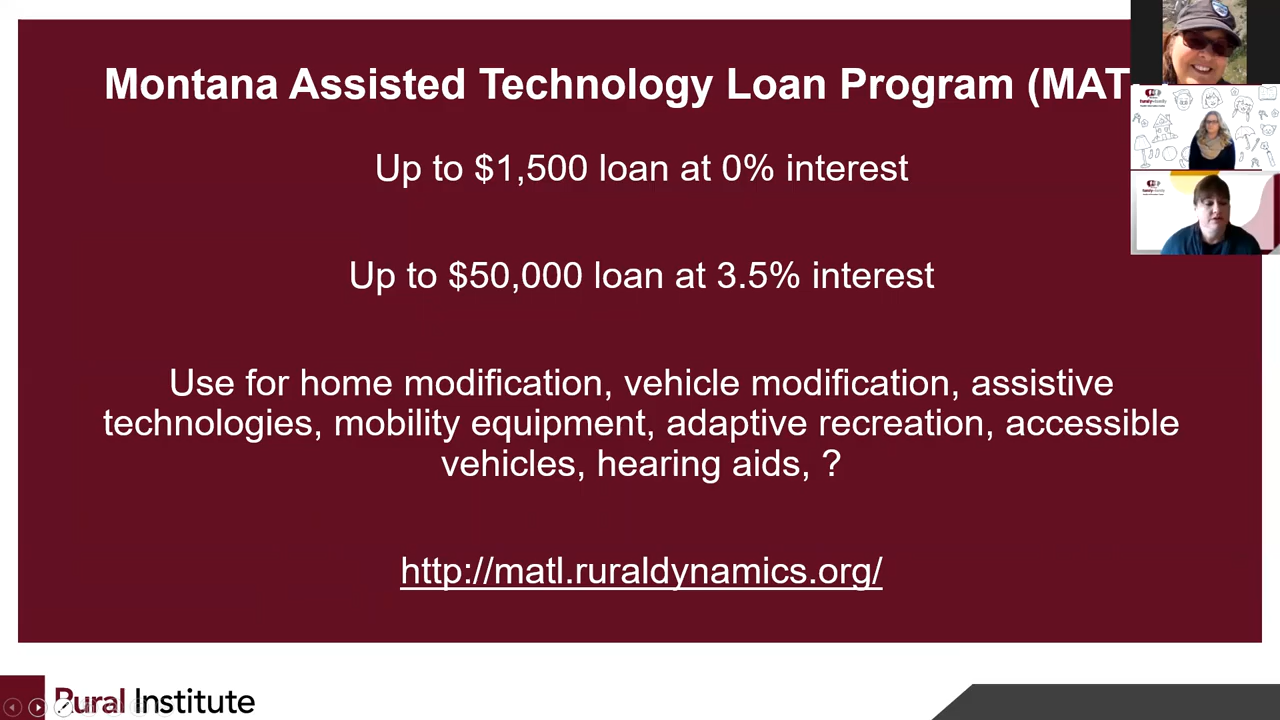 Montana Assisted Technology Loan Program (MAT
Up to $1,500 loan at 0% interest
Up to $50,000 loan at 3.5% interest
Use for home modification, vehicle modification, assistive
technologies, mobility equipment, adaptive recreation, accessible
vehicles, hearing aids, ?
http://matl.ruraldynamics.org/
Rural Institute